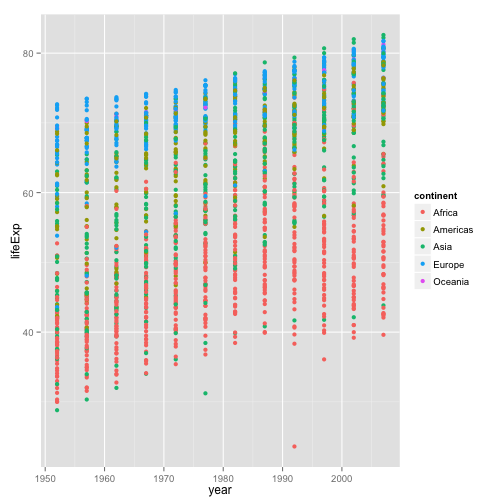 80
60
40
lifeExp
1950 1960 1970 1980 1990 2000
year
continent
Africa
Americas
Asia
Europe
Oceania